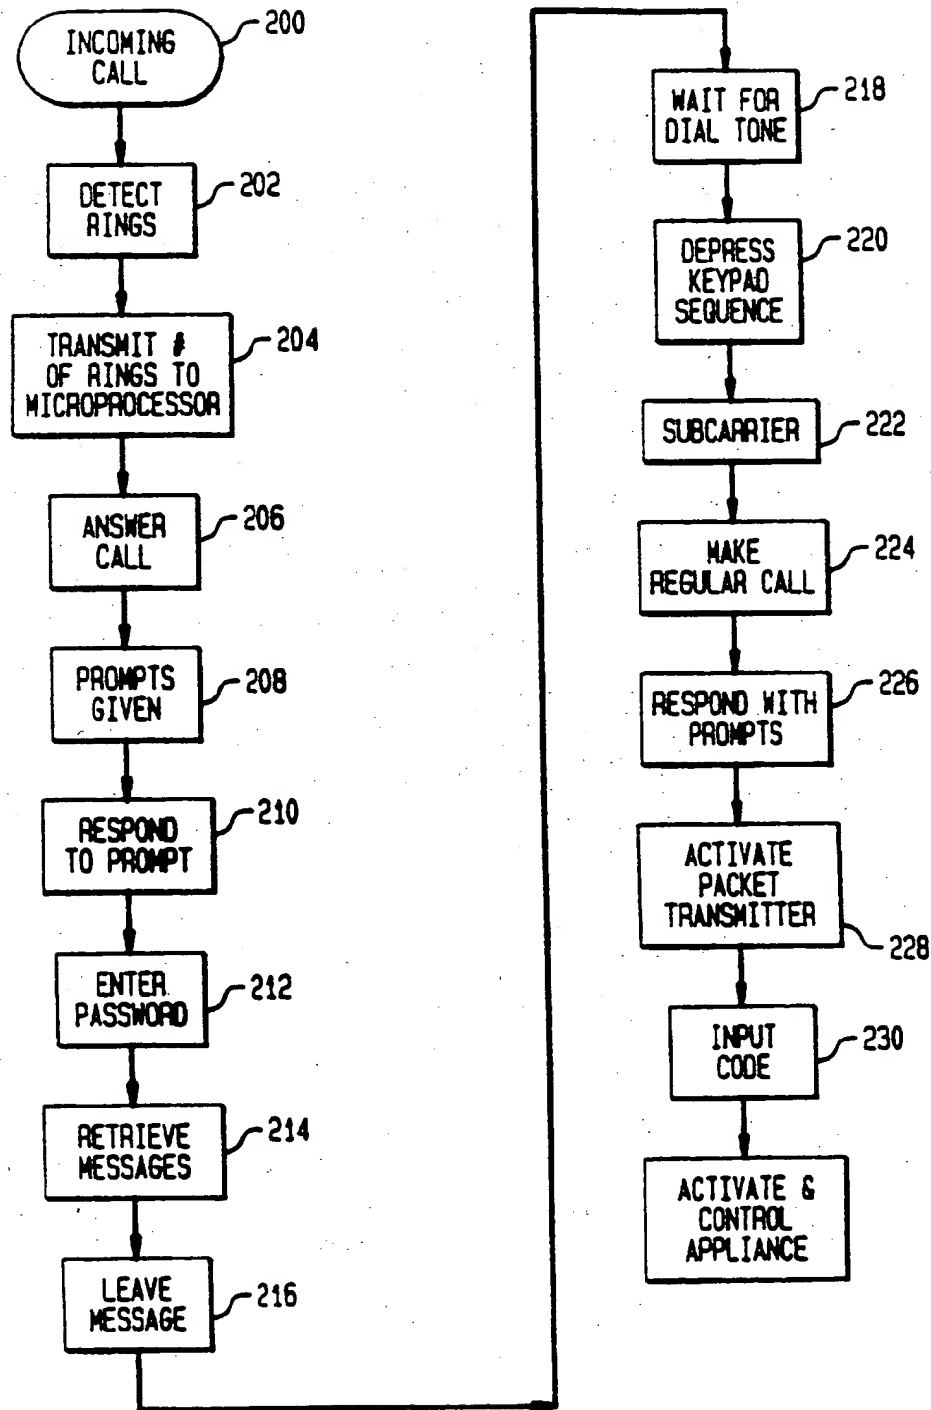 INCOMING
CALL
200
DETECT
RINGS
202
TRANSMIT #
OF RINGS TO
MICROPROCESSOR
204
ANSWER
CALL
206
PROMPTS
GIVEN
208
RESPOND
TO PROMPT
210
ENTER
PASSWORD
212
RETRIEVE
MESSAGES
214
LEAVE
MESSAGE
216
WAIT FOR
DIAL TONE
218
DEPRESS
KEYPAD
SEQUENCE
220
SUBCARRIER
222
MAKE
REGULAR CALL
224
RESPOND WITH
PROMPTS
226
ACTIVATE
PACKET
TRANSMITTER
228
INPUT
CODE
230
ACTIVATE &
CONTROL
APPLIANCE